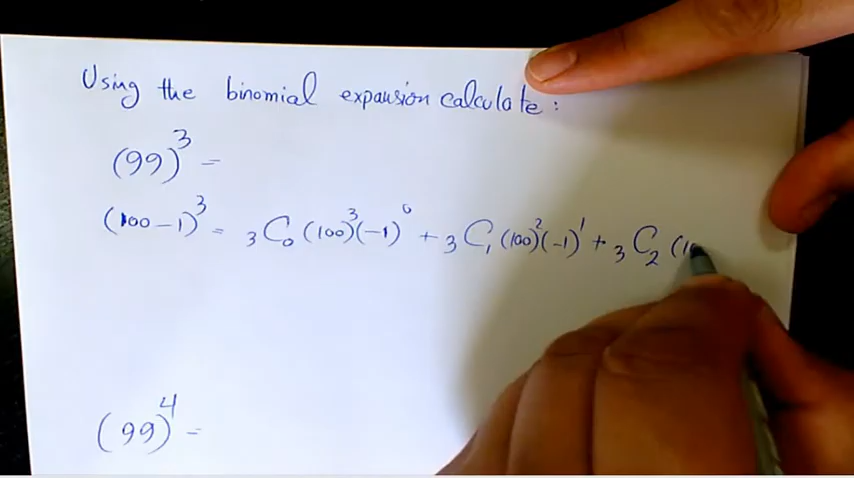 Using the binomial expansion calculate:
(99)³ =
(100-1)³ = ₃C₀ (100)³(-1)⁰ + ₃C₁ (100)²(-1)¹ + ₃C₂ (10
(99)⁴ =